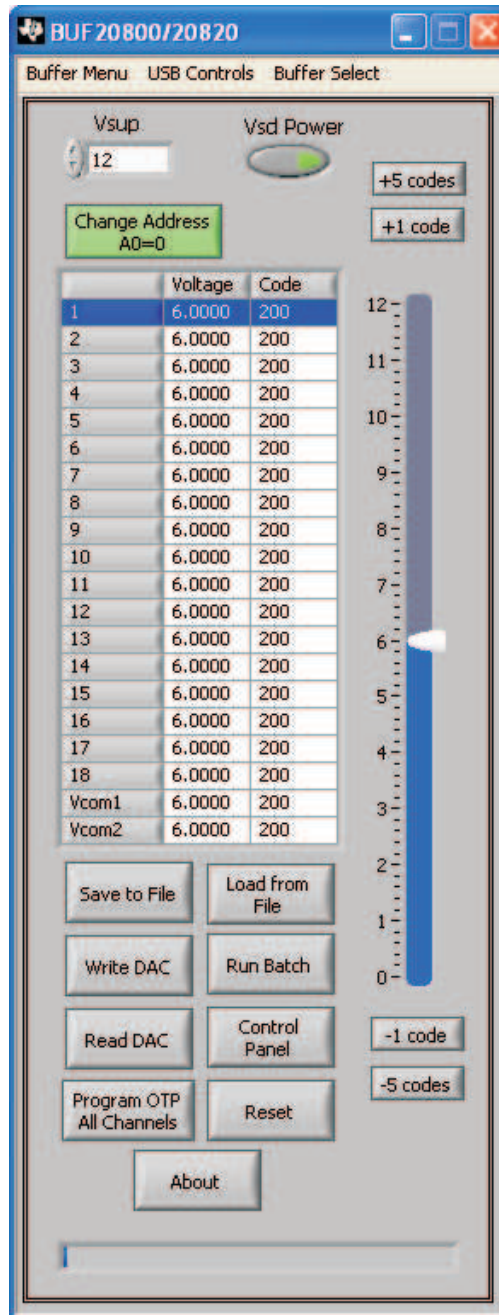 BUF20800/20820
Buffer Menu USB Controls Buffer Select
Vsup
Vsd Power
12
+5 codes
Change Address
A0=0
+1 code
Voltage Code
1 6.0000 200
2 6.0000 200
3 6.0000 200
4 6.0000 200
5 6.0000 200
6 6.0000 200
7 6.0000 200
8 6.0000 200
9 6.0000 200
10 6.0000 200
11 6.0000 200
12 6.0000 200
13 6.0000 200
14 6.0000 200
15 6.0000 200
16 6.0000 200
17 6.0000 200
18 6.0000 200
Vcom1 6.0000 200
Vcom2 6.0000 200
12
11
10
9
8
7
6
5
4
3
2
1
0
Save to File
Load from
File
Write DAC
Run Batch
Read DAC
Control
Panel
-1 code
-5 codes
Program OTP
All Channels
Reset
About